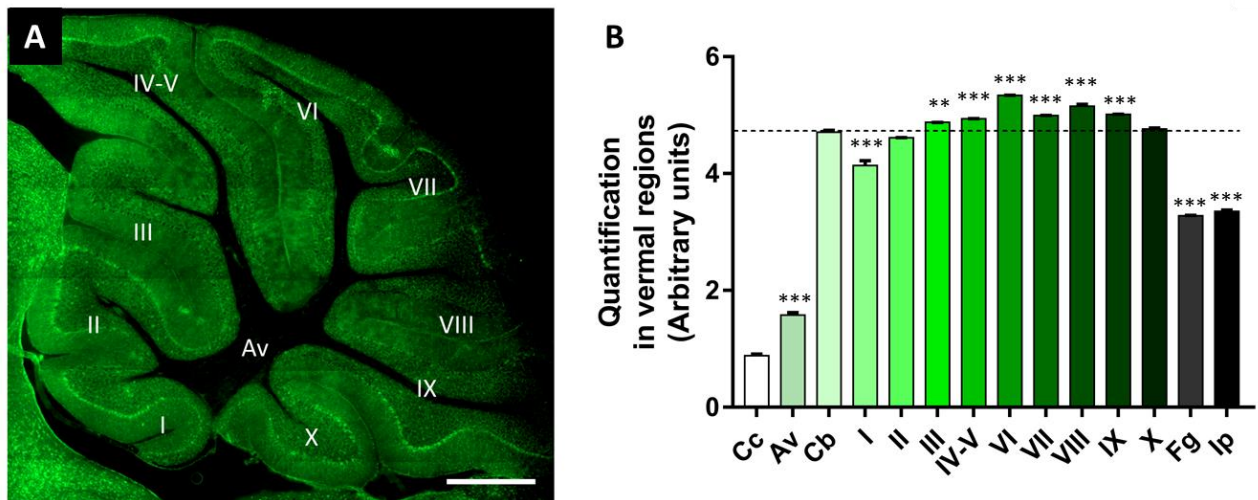 A
IV-V
VI
VII
III
II
VIII
Av
IX
I
X
B
Quantification
in vermal regions
(Arbitrary units)
6
4
2
0
***
***
**
***
***
***
***
***
***
***
Cc
Av
Cb
I
II
III
IV-V
VI
VII
VIII
IX
X
Fg
Ip